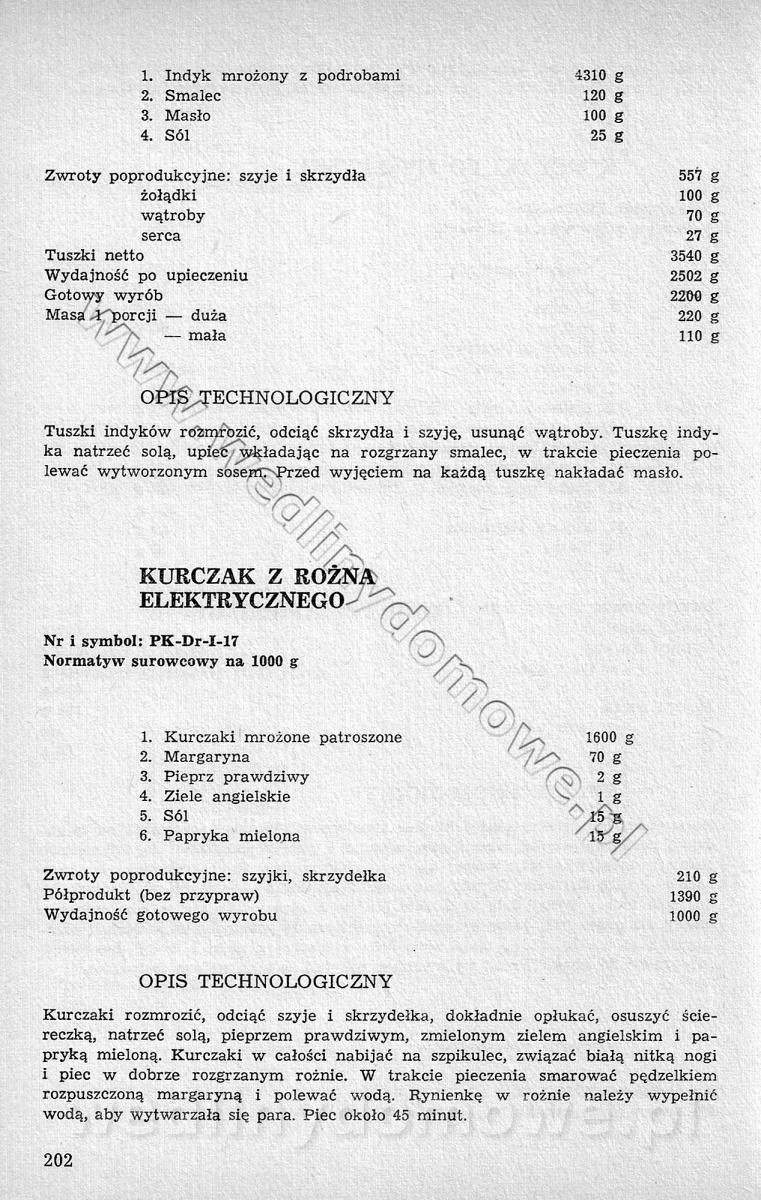 1. Indyk mrożony z podrobami 4310 g
2. Smalec 120 g
3. Masło 100 g
4. Sól 25 g
Zwroty poprodukcyjne: szyje i skrzydła 557 g
żołądki 100 g
wątroby 70 g
serca 27 g
Tuszki netto 3540 g
Wydajność po upieczeniu 2502 g
Gotowy wyrób 2200 g
Masa 1 porcji — duża 220 g
— mała 110 g
OPIS TECHNOLOGICZNY
Tuszki indyków rozmrozić, odciąć skrzydła i szyję, usunąć wątroby. Tuszkę indy-
ka natrzeć solą, upiec wkładając na rozgrzany smalec, w trakcie pieczenia po-
lewać wytworzonym sosem. Przed wyjęciem na każdą tuszkę nakładać masło.
KURCZAK Z ROŻNA
ELEKTRYCZNEGO
Nr i symbol: PK-Dr-I-17
Normatyw surowcowy na 1000 g
1. Kurczaki mrożone patroszone 1600 g
2. Margaryna 70 g
3. Pieprz prawdziwy 2 g
4. Ziele angielskie 1 g
5. Sól 15 g
6. Papryka mielona 15 g
Zwroty poprodukcyjne: szyjki, skrzydełka 210 g
Półprodukt (bez przypraw) 1390 g
Wydajność gotowego wyrobu 1000 g
OPIS TECHNOLOGICZNY
Kurczaki rozmrozić, odciąć szyje i skrzydełka, dokładnie opłukać, osuszyć ście-
reczką, natrzeć solą, pieprzem prawdziwym, zmielonym zielem angielskim i pa-
pryką mieloną. Kurczaki w całości nabijać na szpikulec, związać białą nitką nogi
i piec w dobrze rozgrzanym rożnie. W trakcie pieczenia smarować pędzelkiem
rozpuszczoną margaryną i polewać wodą. Rynienkę w rożnie należy wypełnić
wodą, aby wytwarzała się para. Piec około 45 minut.
202
www.wedlinydomowe.pl
wedlinydomowe.pl